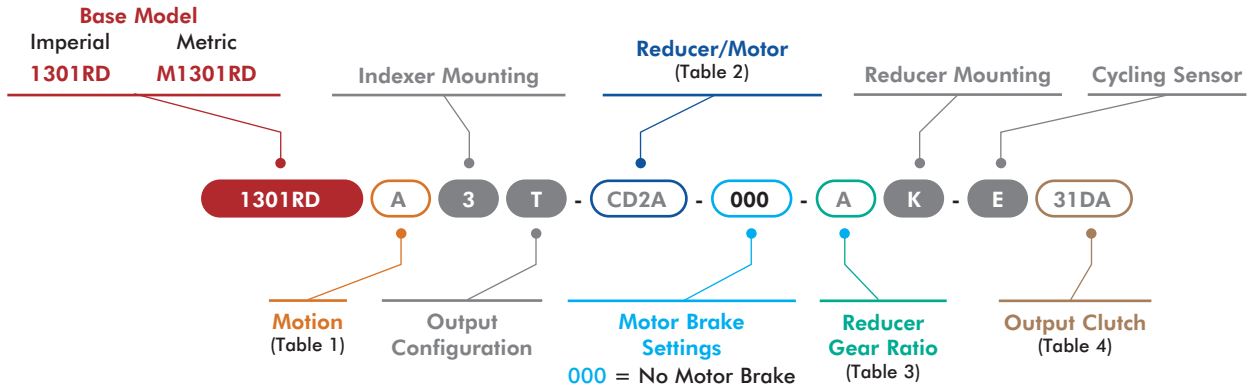 Base Model
Imperial Metric
1301RD M1301RD
Indexer Mounting
Reducer/Motor
(Table 2)
Reducer Mounting
Cycling Sensor
1301RD A 3 T - CD2A - 000 - A K - E 31DA
Motion
(Table 1)
Output
Configuration
Motor Brake
Settings
000 = No Motor Brake
Reducer
Gear Ratio
(Table 3)
Output Clutch
(Table 4)